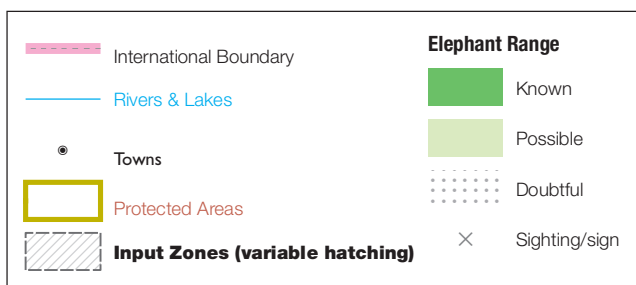 International Boundary
Rivers & Lakes
Towns
Protected Areas
Input Zones (variable hatching)
Elephant Range
Known
Possible
Doubtful
Sighting/sign